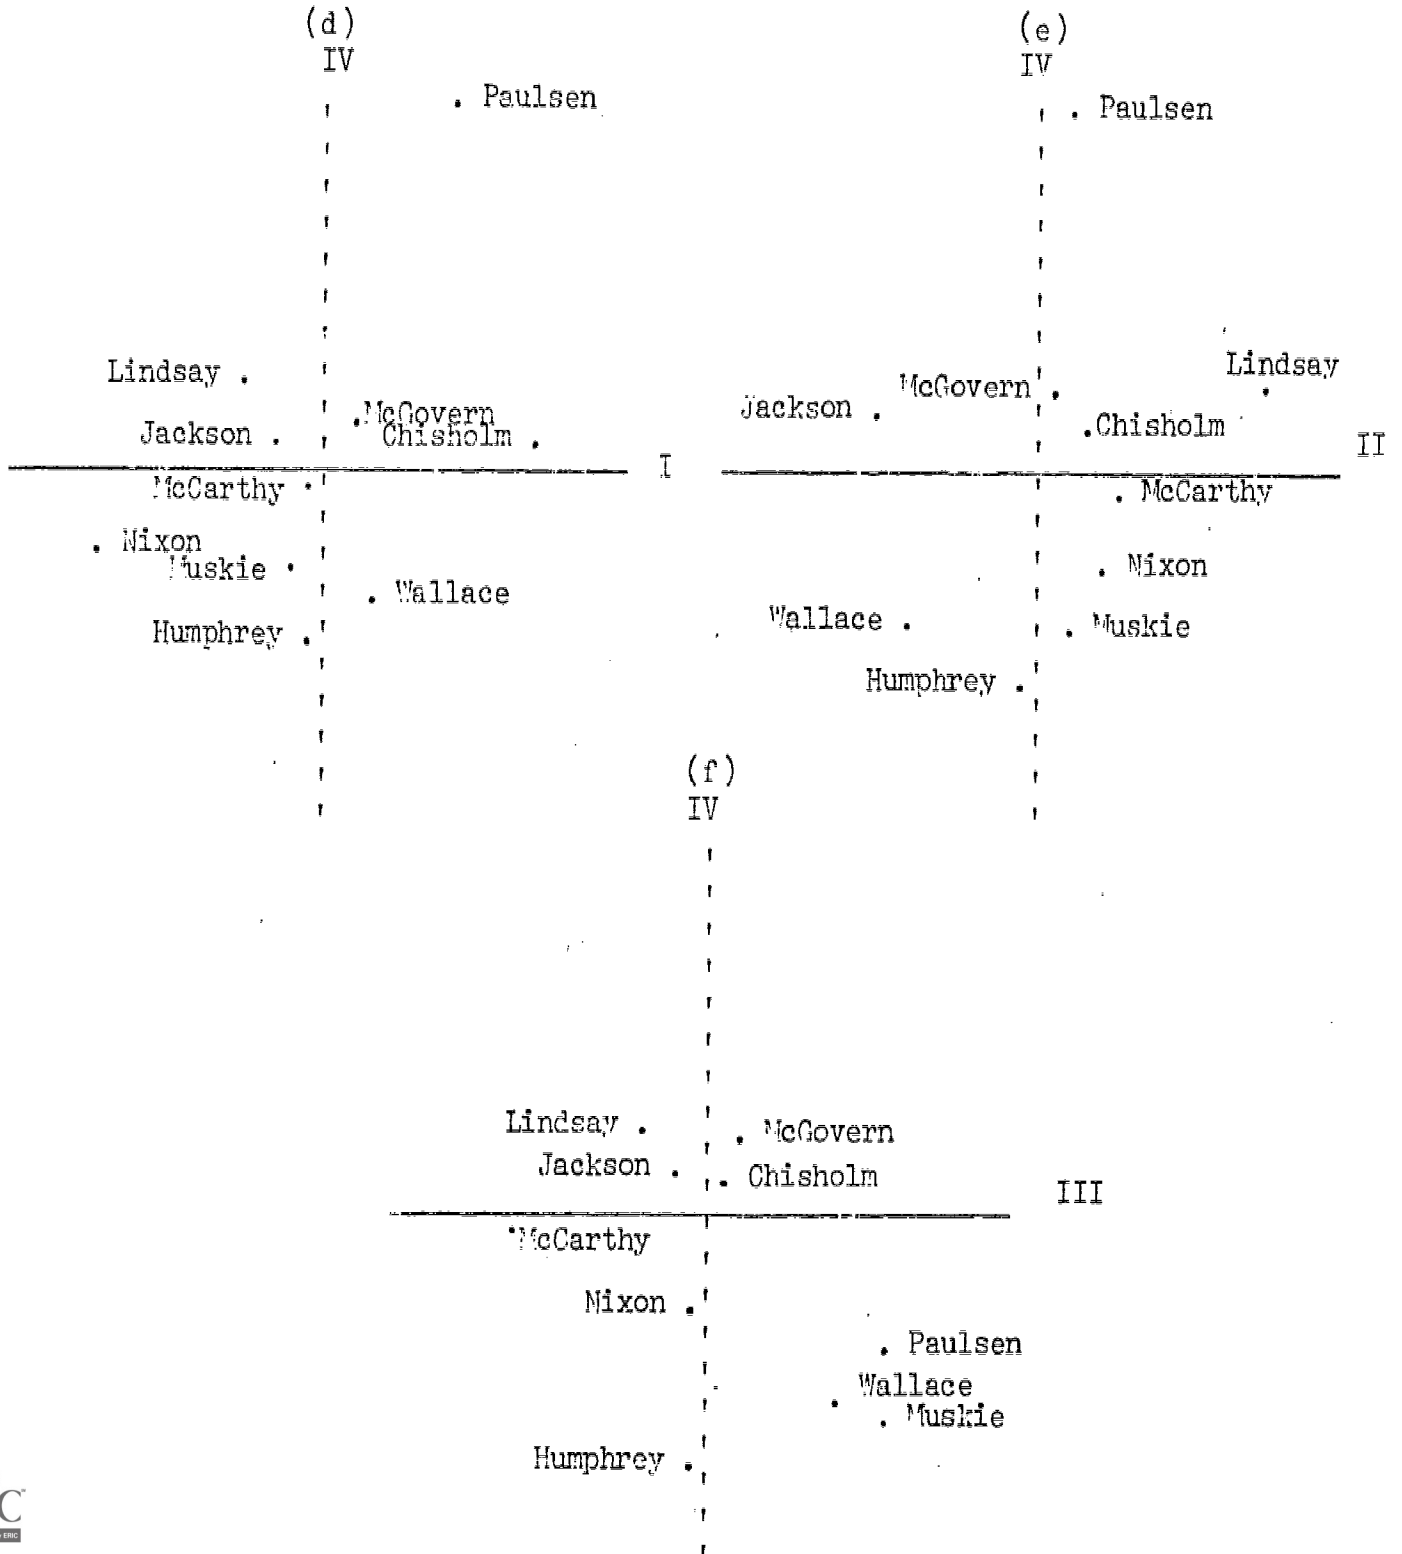 (d)
IV
Paulsen
Lindsay
McGovern
Jackson
Chisholm
I
McCarthy
Nixon
Muskie
Wallace
Humphrey
(e)
IV
Paulsen
Lindsay
McGovern
Jackson
Chisholm
II
McCarthy
Nixon
Wallace
Muskie
Humphrey
(f)
IV
Lindsay
McGovern
Jackson
Chisholm
III
McCarthy
Nixon
Paulsen
Wallace
Muskie
Humphrey
C
ERIC